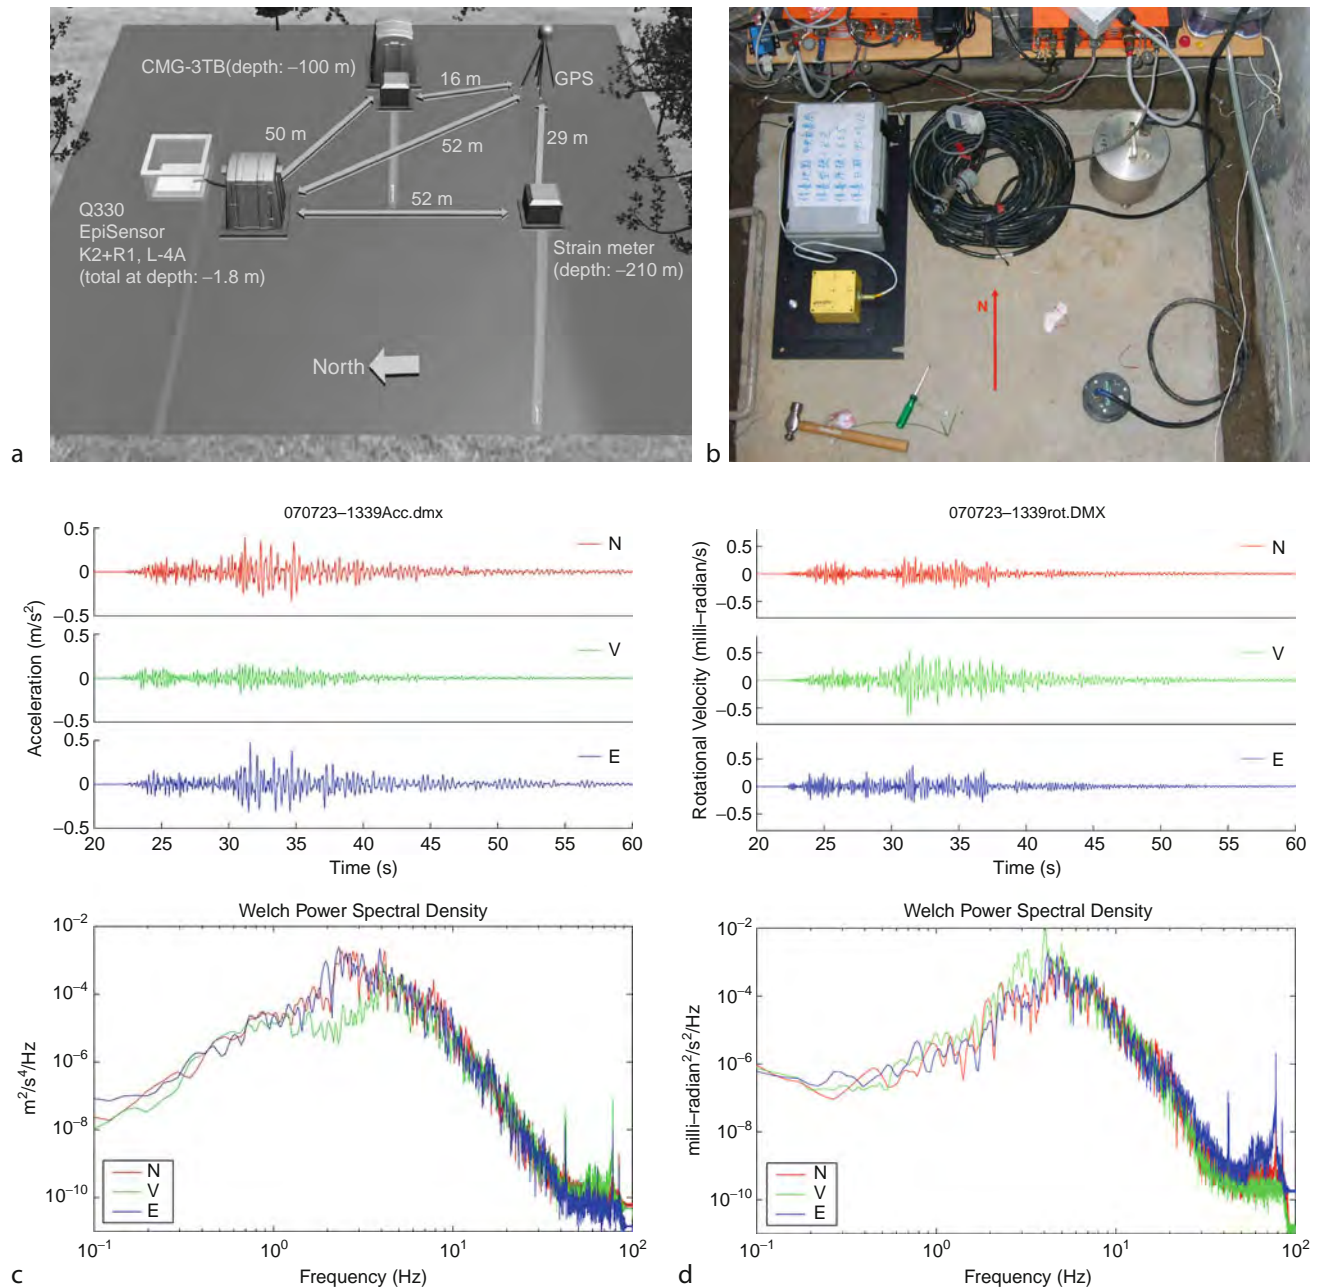 CMG-3TB(depth: –100 m)
16 m
GPS
50 m
52 m
29 m
52 m
Q330
EpiSensor
K2+R1, L-4A
(total at depth: –1.8 m)
Strain meter
(depth: –210 m)
North
a
N
b
070723–1339Acc.dmx
Acceleration (m/s²)
0.5
0
–0.5
N
0.5
0
–0.5
V
0.5
0
–0.5
E
20 25 30 35 40 45 50 55 60
Time (s)
Welch Power Spectral Density
m²/s⁴/Hz
10⁻²
10⁻⁴
10⁻⁶
10⁻⁸
10⁻¹⁰
N
V
E
10⁻¹ 10⁰ 10¹ 10²
Frequency (Hz)
c
070723–1339rot.DMX
Rotational Velocity (milli–radian/s)
0.5
0
–0.5
N
0.5
0
–0.5
V
0.5
0
–0.5
E
20 25 30 35 40 45 50 55 60
Time (s)
Welch Power Spectral Density
milli–radian²/s²/Hz
10⁻²
10⁻⁴
10⁻⁶
10⁻⁸
10⁻¹⁰
N
V
E
10⁻¹ 10⁰ 10¹ 10²
Frequency (Hz)
d